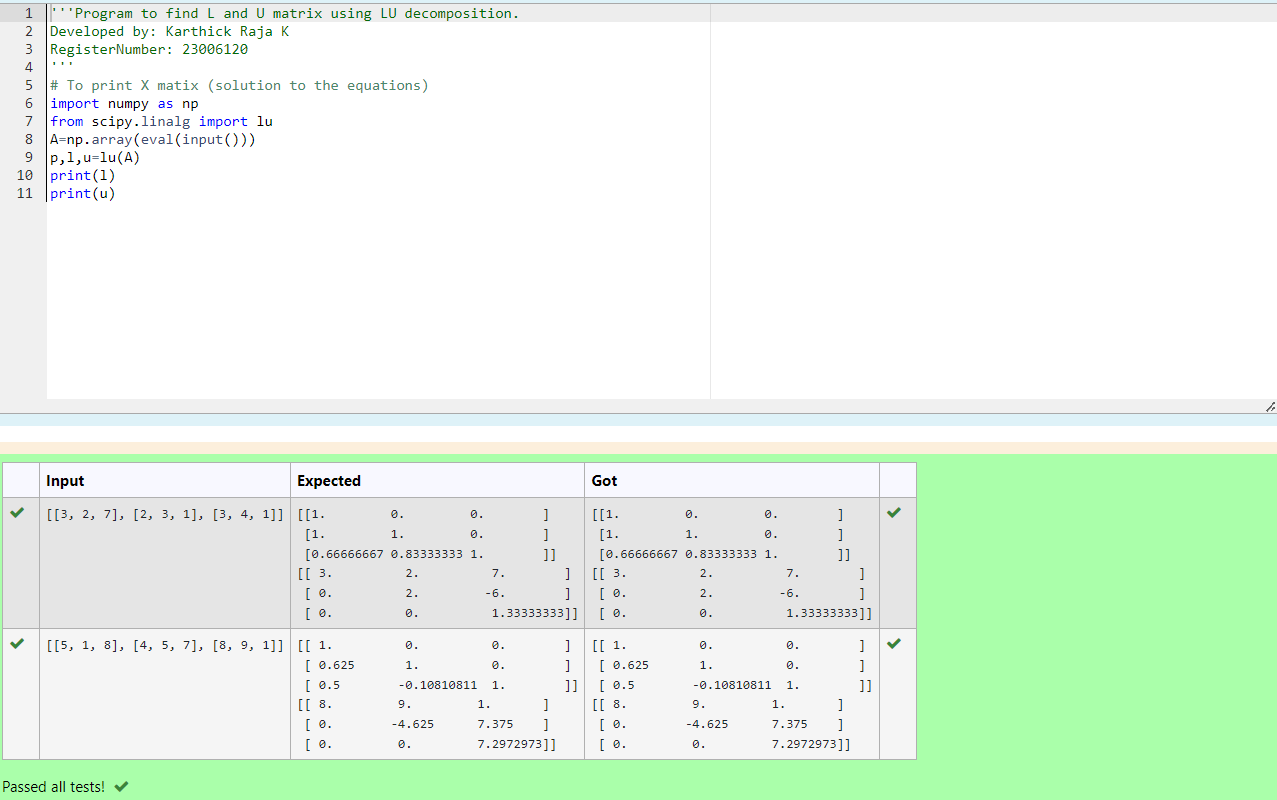 1 '''Program to find L and U matrix using LU decomposition.
2 Developed by: Karthick Raja K
3 RegisterNumber: 23006120
4 '''
5 # To print X matix (solution to the equations)
6 import numpy as np
7 from scipy.linalg import lu
8 A=np.array(eval(input()))
9 p,l,u=lu(A)
10 print(l)
11 print(u)
Input Expected Got
[[3, 2, 7], [2, 3, 1], [3, 4, 1]] [[1. 0. 0. ] [[1. 0. 0. ]
[1. 1. 0. ] [1. 1. 0. ]
[0.66666667 0.83333333 1. ]] [0.66666667 0.83333333 1. ]]
[[ 3. 2. 7. ] [[ 3. 2. 7. ]
[ 0. 2. -6. ] [ 0. 2. -6. ]
[ 0. 0. 1.33333333]] [ 0. 0. 1.33333333]]
[[5, 1, 8], [4, 5, 7], [8, 9, 1]] [[ 1. 0. 0. ] [[ 1. 0. 0. ]
[ 0.625 1. 0. ] [ 0.625 1. 0. ]
[ 0.5 -0.10810811 1. ]] [ 0.5 -0.10810811 1. ]]
[[ 8. 9. 1. ] [[ 8. 9. 1. ]
[ 0. -4.625 7.375 ] [ 0. -4.625 7.375 ]
[ 0. 0. 7.2972973]] [ 0. 0. 7.2972973]]
Passed all tests!